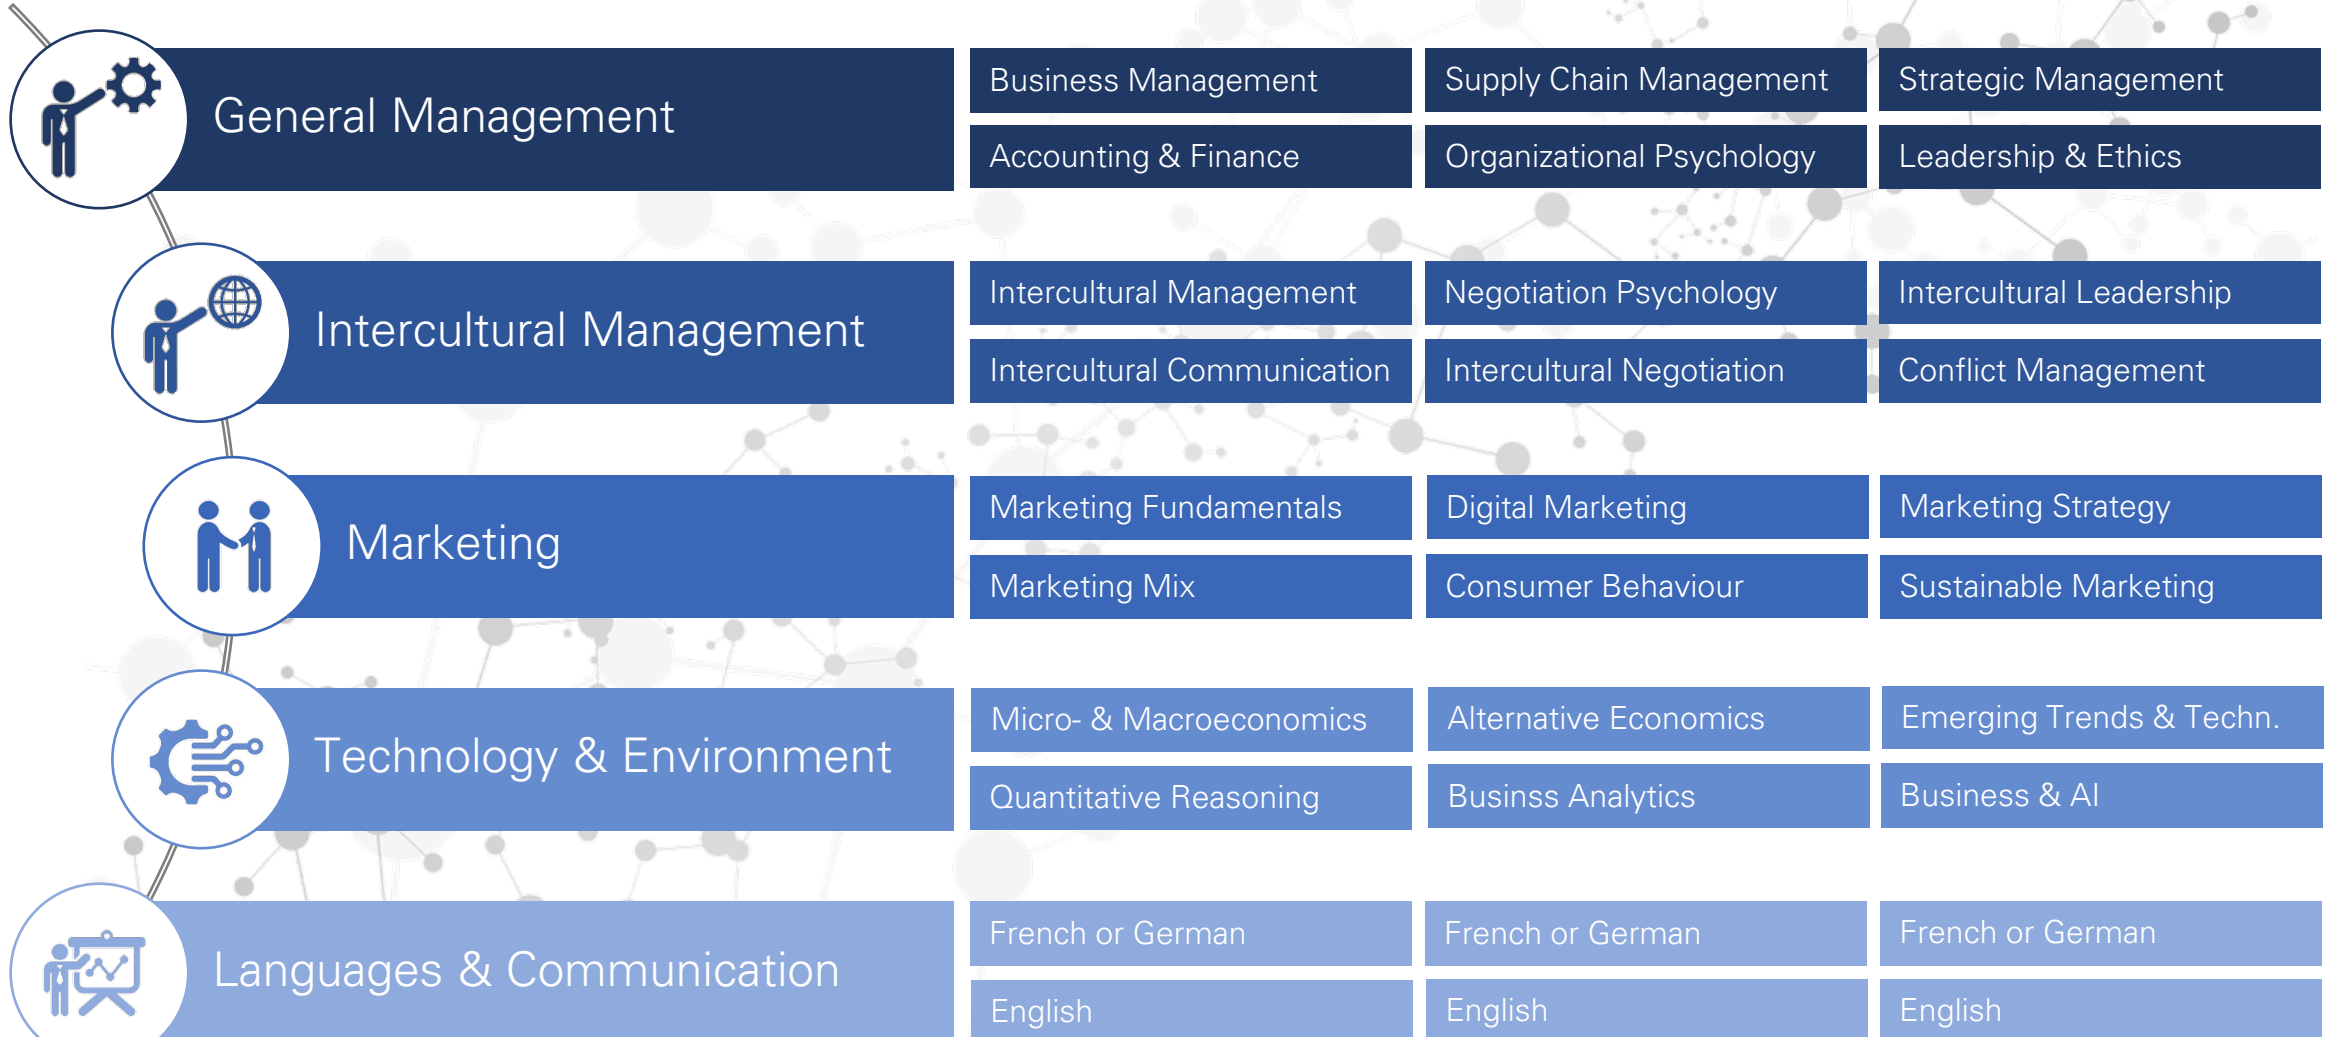 General Management
Business Management
Supply Chain Management
Strategic Management
Accounting & Finance
Organizational Psychology
Leadership & Ethics
Intercultural Management
Intercultural Management
Negotiation Psychology
Intercultural Leadership
Intercultural Communication
Intercultural Negotiation
Conflict Management
Marketing
Marketing Fundamentals
Digital Marketing
Marketing Strategy
Marketing Mix
Consumer Behaviour
Sustainable Marketing
Technology & Environment
Micro- & Macroeconomics
Alternative Economics
Emerging Trends & Techn.
Quantitative Reasoning
Businss Analytics
Business & AI
Languages & Communication
French or German
French or German
French or German
English
English
English